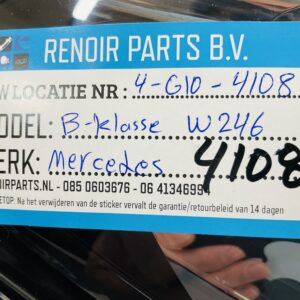 RENOIR PARTS B.V.
W LOCATIE NR : 4-G10-4108
ODEL: B-klasse W246
ERK: Mercedes 4108
IRPARTS.NL - 085 0603676 - 06 41346994
ETOP: Na het verwijderen van de sticker vervalt de garantie/retourbeleid van 14 dagen